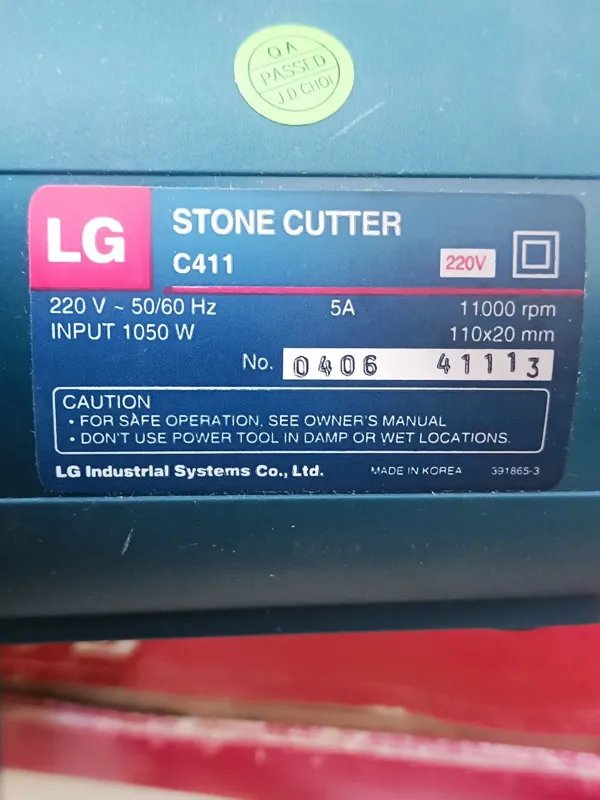 QA
PASSED
J.D.CHOI
LG
STONE CUTTER
C411
220V
220 V ~ 50/60 Hz 5A 11000 rpm
INPUT 1050 W 110x20 mm
No. 0406 41113
CAUTION
• FOR SAFE OPERATION, SEE OWNER'S MANUAL
• DON'T USE POWER TOOL IN DAMP OR WET LOCATIONS.
LG Industrial Systems Co., Ltd. MADE IN KOREA 391865-3